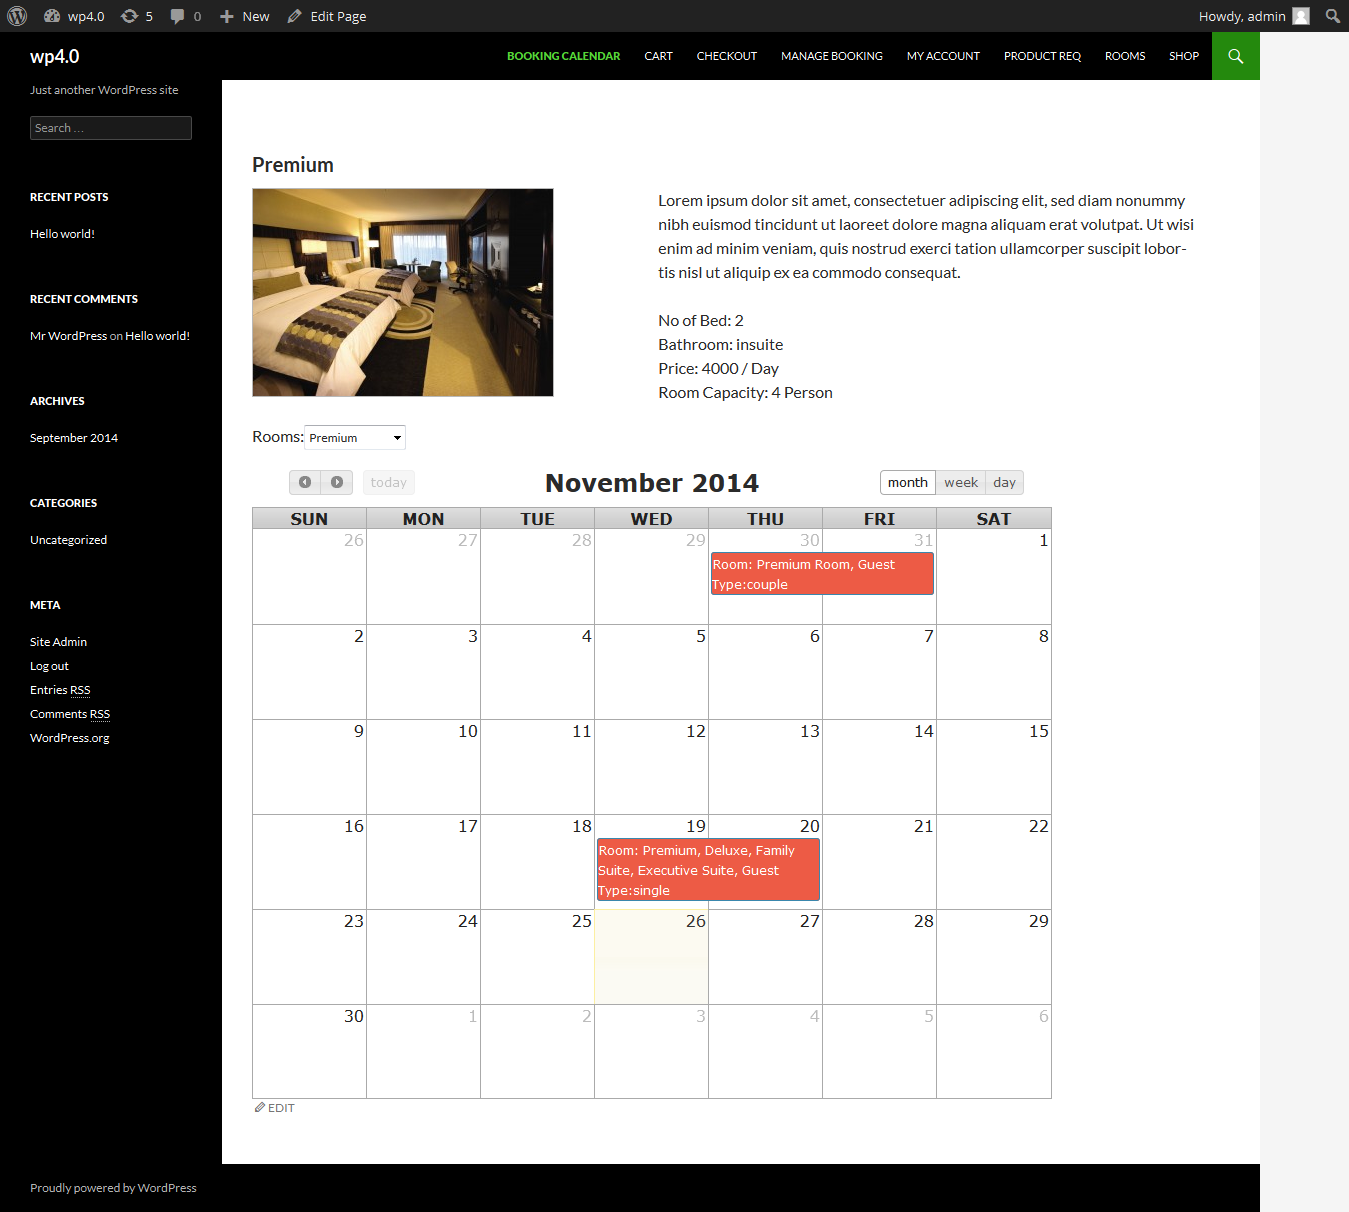 wp4.0 5 0 New Edit Page Howdy, admin
wp4.0
BOOKING CALENDAR CART CHECKOUT MANAGE BOOKING MY ACCOUNT PRODUCT REQ ROOMS SHOP
Just another WordPress site
Search ...
RECENT POSTS
Hello world!
RECENT COMMENTS
Mr WordPress on Hello world!
ARCHIVES
September 2014
CATEGORIES
Uncategorized
META
Site Admin
Log out
Entries RSS
Comments RSS
WordPress.org
Premium
Lorem ipsum dolor sit amet, consectetuer adipiscing elit, sed diam nonummy
nibh euismod tincidunt ut laoreet dolore magna aliquam erat volutpat. Ut wisi
enim ad minim veniam, quis nostrud exerci tation ullamcorper suscipit lobor-
tis nisl ut aliquip ex ea commodo consequat.
No of Bed: 2
Bathroom: insuite
Price: 4000 / Day
Room Capacity: 4 Person
Rooms: Premium
today November 2014 month week day
SUN MON TUE WED THU FRI SAT
26 27 28 29 30 31 1
Room: Premium Room, Guest
Type:couple
2 3 4 5 6 7 8
9 10 11 12 13 14 15
16 17 18 19 20 21 22
Room: Premium, Deluxe, Family
Suite, Executive Suite, Guest
Type:single
23 24 25 26 27 28 29
30 1 2 3 4 5 6
EDIT
Proudly powered by WordPress